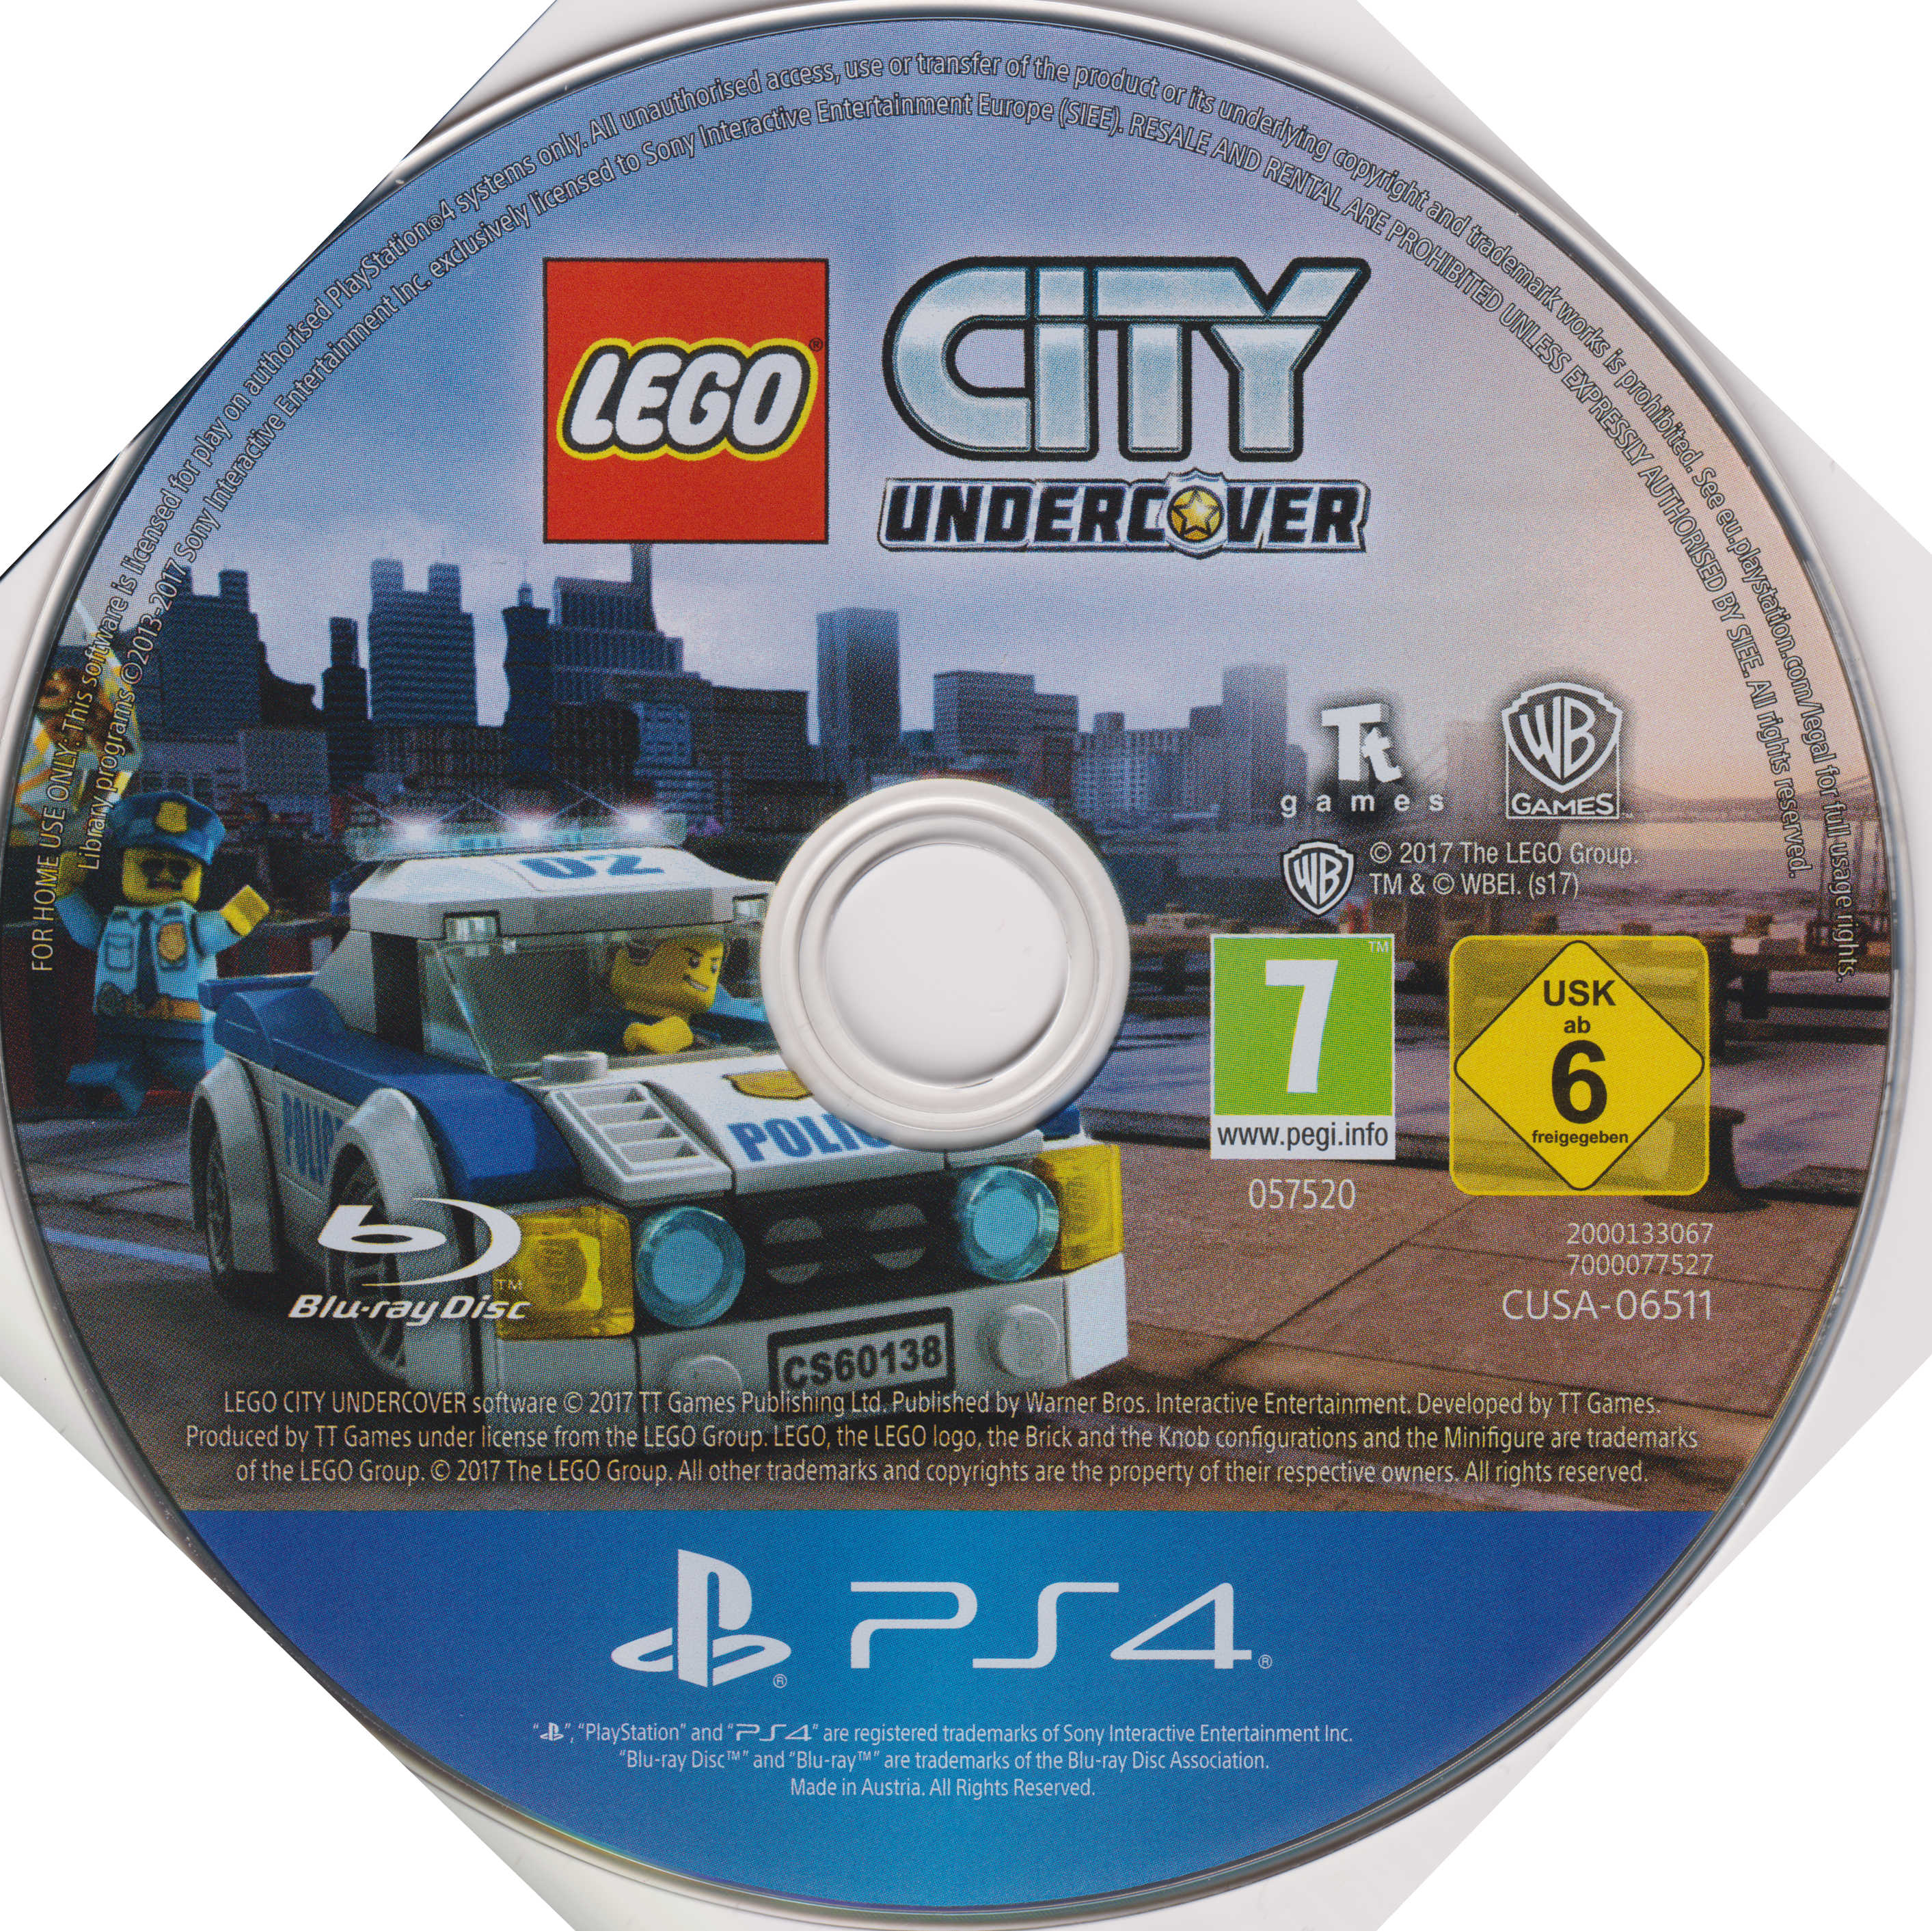 FOR HOME USE ONLY. This software is licensed for play on authorised PlayStation®4 systems only. All unauthorised access, use or transfer of the product or its underlying copyright and trademark works is prohibited. See eu.playstation.com/legal for full usage rights.
Library programs ©2013-2017 Sony Interactive Entertainment Inc. exclusively licensed to Sony Interactive Entertainment Europe (SIEE). RESALE AND RENTAL ARE PROHIBITED UNLESS EXPRESSLY AUTHORISED BY SIEE. All rights reserved.
LEGO®
CITY
UNDERCOVER
Tt
games
WB
GAMES
WB
© 2017 The LEGO Group.
TM & © WBEI. (s17)
02
7™
www.pegi.info
USK
ab
6
freigegeben
057520
2000133067
7000077527
CUSA-06511
POLI
POLI
Blu-ray Disc™
CS60138
LEGO CITY UNDERCOVER software © 2017 TT Games Publishing Ltd. Published by Warner Bros. Interactive Entertainment. Developed by TT Games.
Produced by TT Games under license from the LEGO Group. LEGO, the LEGO logo, the Brick and the Knob configurations and the Minifigure are trademarks
of the LEGO Group. © 2017 The LEGO Group. All other trademarks and copyrights are the property of their respective owners. All rights reserved.
PS4®
"PS", "PlayStation" and "PS4" are registered trademarks of Sony Interactive Entertainment Inc.
"Blu-ray Disc™" and "Blu-ray™" are trademarks of the Blu-ray Disc Association.
Made in Austria. All Rights Reserved.